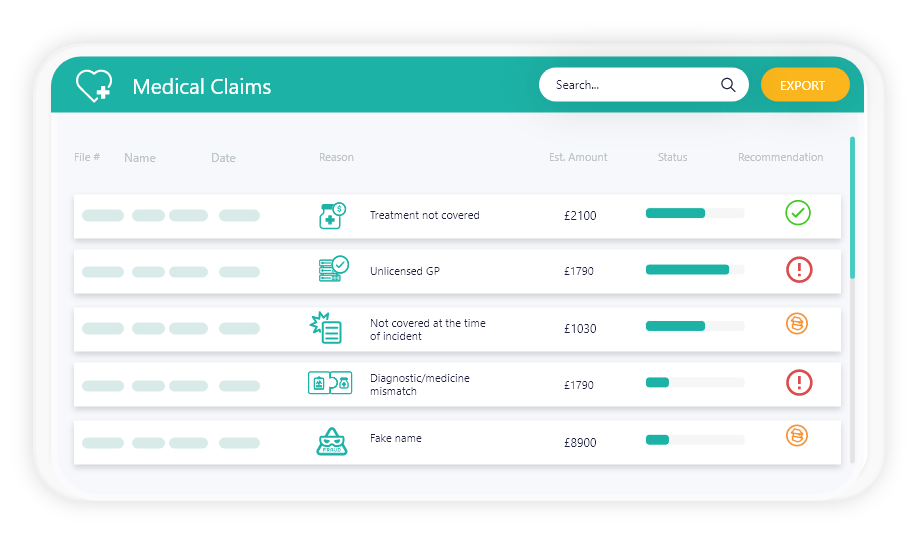 Medical Claims
Search...
EXPORT
File # Name Date Reason Est. Amount Status Recommendation
Treatment not covered £2100
Unlicensed GP £1790
Not covered at the time
of incident
£1030
Diagnostic/medicine
mismatch
£1790
FRAUD
Fake name £8900